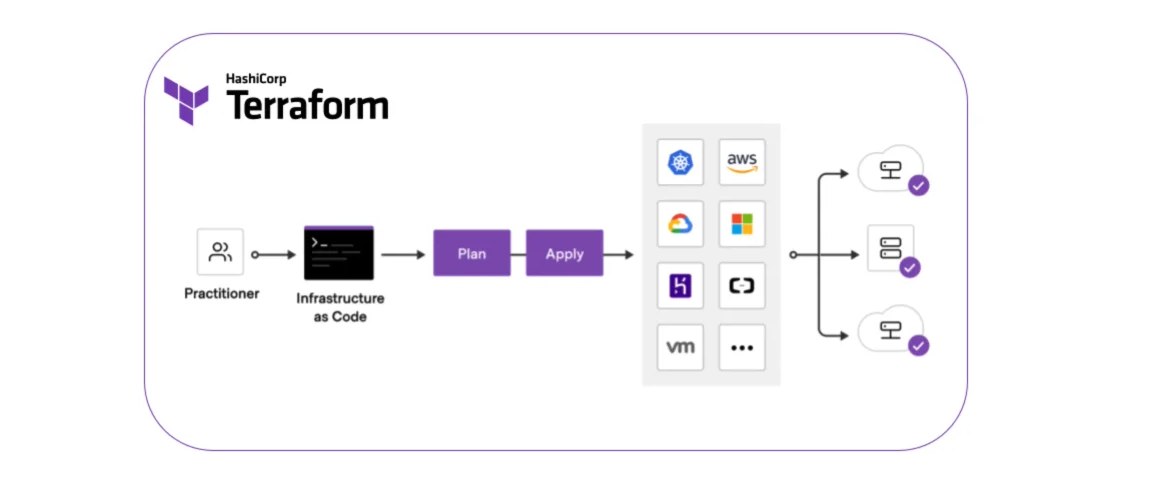 HashiCorp
Terraform
aws
Practitioner
Infrastructure
as Code
Plan
Apply
vm